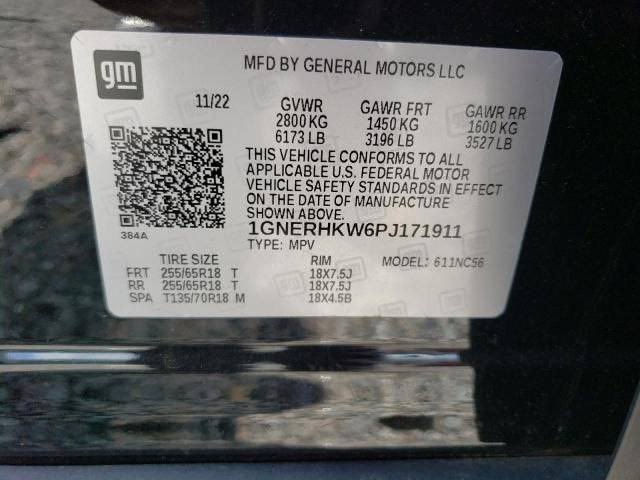 gm
MFD BY GENERAL MOTORS LLC
11/22 GVWR GAWR FRT GAWR RR
2800 KG 1450 KG 1600 KG
6173 LB 3196 LB 3527 LB
THIS VEHICLE CONFORMS TO ALL
APPLICABLE U.S. FEDERAL MOTOR
VEHICLE SAFETY STANDARDS IN EFFECT
ON THE DATE OF MANUFACTURE
SHOWN ABOVE.
384A
1GNERHKW6PJ171911
TYPE: MPV MODEL: 611NC56
TIRE SIZE RIM
FRT 255/65R18 T 18X7.5J
RR 255/65R18 T 18X7.5J
SPA T135/70R18 M 18X4.5B